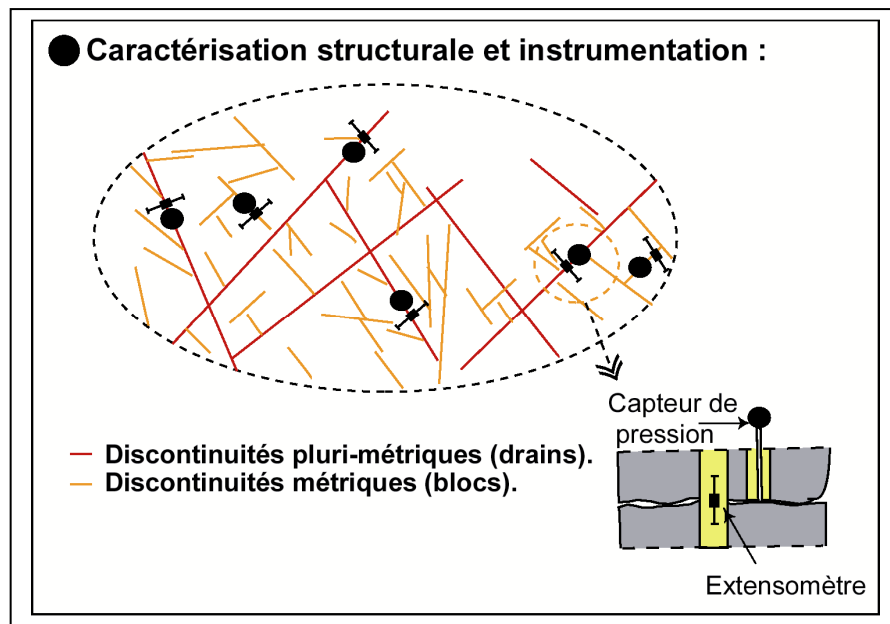 Caractérisation structurale et instrumentation :
Capteur de
pression
Discontinuités pluri-métriques (drains).
Discontinuités métriques (blocs).
Extensomètre